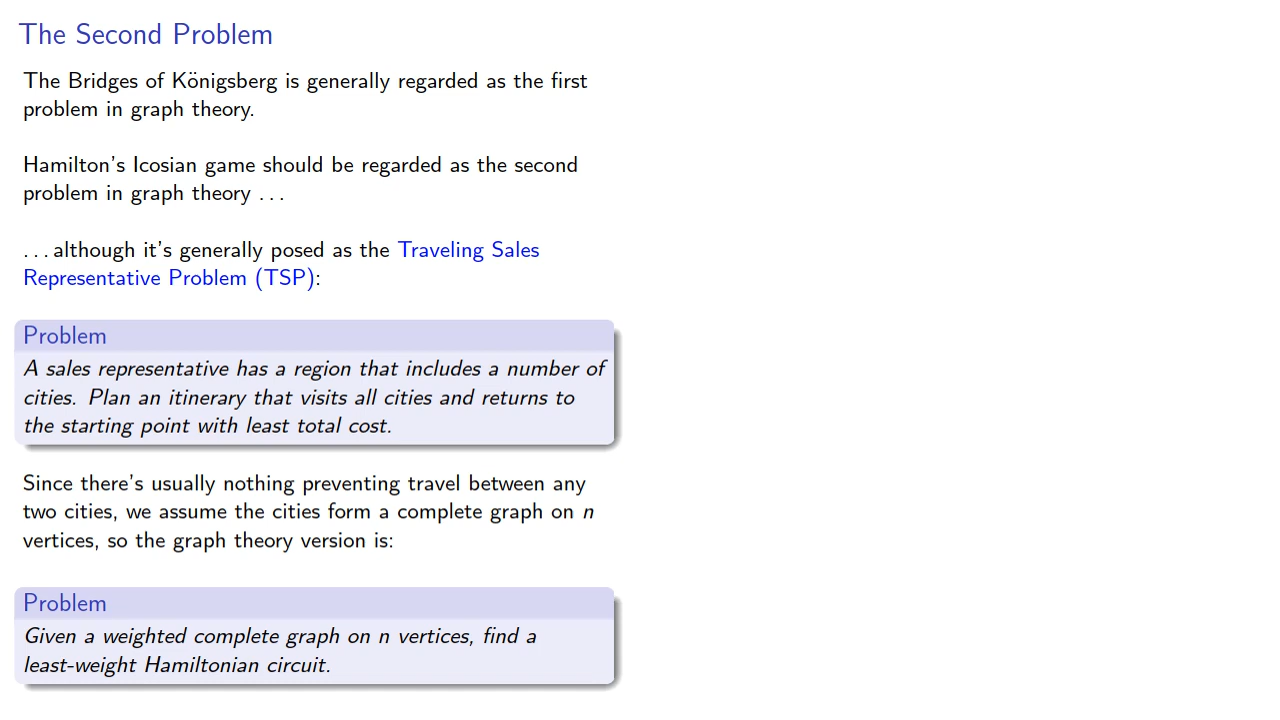 The Second Problem
The Bridges of Königsberg is generally regarded as the first
problem in graph theory.
Hamilton's Icosian game should be regarded as the second
problem in graph theory ...
... although it's generally posed as the Traveling Sales
Representative Problem (TSP):
Problem
A sales representative has a region that includes a number of
cities. Plan an itinerary that visits all cities and returns to
the starting point with least total cost.
Since there's usually nothing preventing travel between any
two cities, we assume the cities form a complete graph on n
vertices, so the graph theory version is:
Problem
Given a weighted complete graph on n vertices, find a
least-weight Hamiltonian circuit.